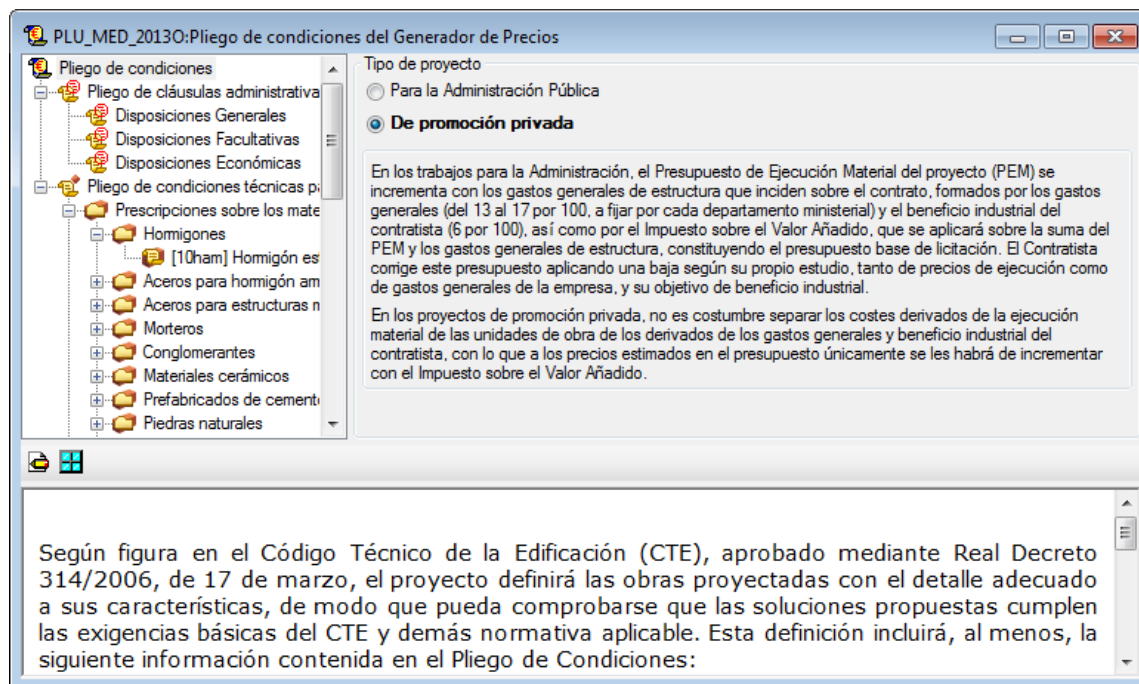 PLU_MED_2013O:Pliego de condiciones del Generador de Precios
Pliego de condiciones
Pliego de cláusulas administrativa
Disposiciones Generales
Disposiciones Facultativas
Disposiciones Económicas
Pliego de condiciones técnicas pa
Prescripciones sobre los mate
Hormigones
[10ham] Hormigón es
Aceros para hormigón am
Aceros para estructuras m
Morteros
Conglomerantes
Materiales cerámicos
Prefabricados de cement
Piedras naturales
Tipo de proyecto
Para la Administración Pública
De promoción privada
En los trabajos para la Administración, el Presupuesto de Ejecución Material del proyecto (PEM) se
incrementa con los gastos generales de estructura que inciden sobre el contrato, formados por los gastos
generales (del 13 al 17 por 100, a fijar por cada departamento ministerial) y el beneficio industrial del
contratista (6 por 100), así como por el Impuesto sobre el Valor Añadido, que se aplicará sobre la suma del
PEM y los gastos generales de estructura, constituyendo el presupuesto base de licitación. El Contratista
corrige este presupuesto aplicando una baja según su propio estudio, tanto de precios de ejecución como
de gastos generales de la empresa, y su objetivo de beneficio industrial.
En los proyectos de promoción privada, no es costumbre separar los costes derivados de la ejecución
material de las unidades de obra de los derivados de los gastos generales y beneficio industrial del
contratista, con lo que a los precios estimados en el presupuesto únicamente se les habrá de incrementar
con el Impuesto sobre el Valor Añadido.
Según figura en el Código Técnico de la Edificación (CTE), aprobado mediante Real Decreto
314/2006, de 17 de marzo, el proyecto definirá las obras proyectadas con el detalle adecuado
a sus características, de modo que pueda comprobarse que las soluciones propuestas cumplen
las exigencias básicas del CTE y demás normativa aplicable. Esta definición incluirá, al menos, la
siguiente información contenida en el Pliego de Condiciones: